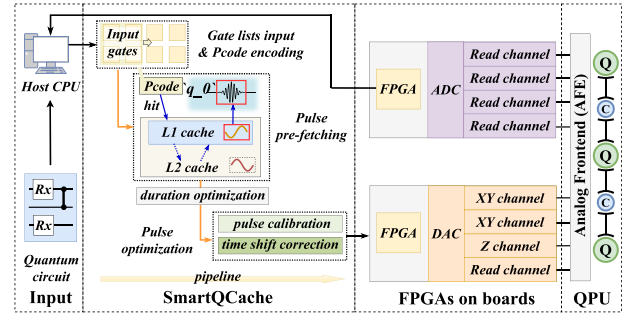 Host CPU
Input
gates
Gate lists input
& Pcode encoding
Pcode
hit
`q_0`
L1 cache
L2 cache
Pulse
pre-fetching
duration optimization
Pulse
optimization
pulse calibration
time shift correction
pipeline
Rx
Rx
Quantum
circuit
FPGA
ADC
Read channel
Read channel
Read channel
Read channel
FPGA
DAC
XY channel
XY channel
Z channel
Read channel
Analog Frontend (AFE)
Q
C
Q
C
Q
Input
SmartQCache
FPGAs on boards
QPU